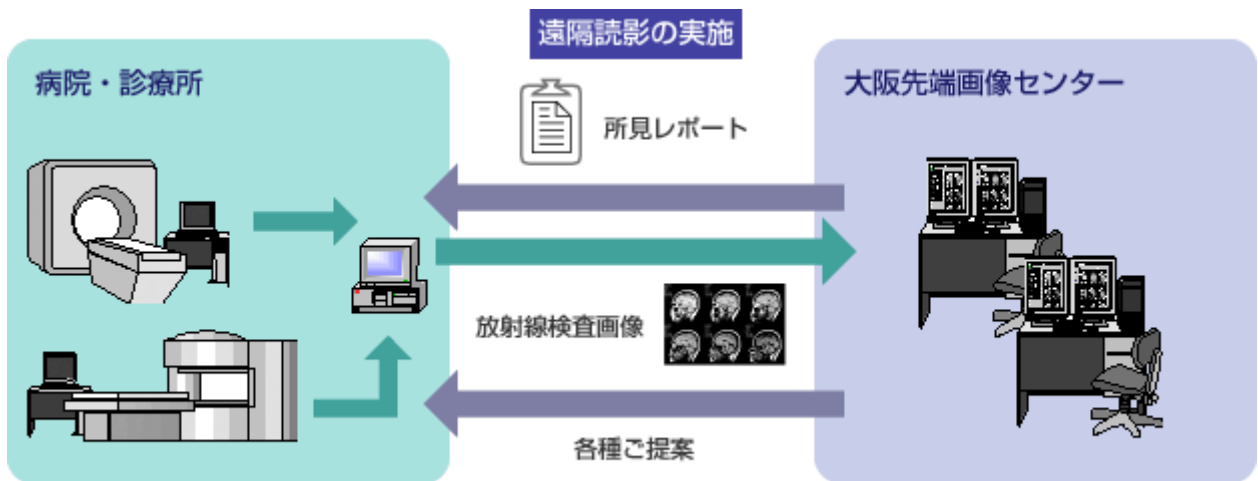 遠隔読影の実施
病院・診療所
大阪先端画像センター
所見レポート
放射線検査画像
各種ご提案